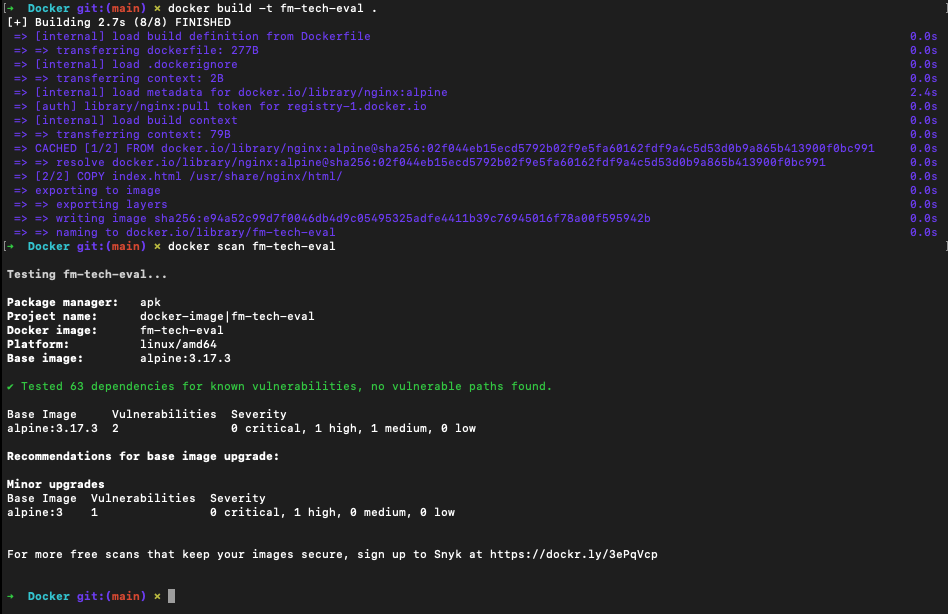 [➜  Docker git:(main) ✗ docker build -t fm-tech-eval .                    ]
[+] Building 2.7s (8/8) FINISHED
 => [internal] load build definition from Dockerfile 0.0s
 => => transferring dockerfile: 277B 0.0s
 => [internal] load .dockerignore 0.0s
 => => transferring context: 2B 0.0s
 => [internal] load metadata for docker.io/library/nginx:alpine 2.4s
 => [auth] library/nginx:pull token for registry-1.docker.io 0.0s
 => [internal] load build context 0.0s
 => => transferring context: 79B 0.0s
 => CACHED [1/2] FROM docker.io/library/nginx:alpine@sha256:02f044eb15ecd5792b02f9e5fa60162fdf9a4c5d53d0b9a865b413900f0bc991 0.0s
 => => resolve docker.io/library/nginx:alpine@sha256:02f044eb15ecd5792b02f9e5fa60162fdf9a4c5d53d0b9a865b413900f0bc991 0.0s
 => [2/2] COPY index.html /usr/share/nginx/html/ 0.0s
 => exporting to image 0.0s
 => => exporting layers 0.0s
 => => writing image sha256:e94a52c99d7f0046db4d9c05495325adfe4411b39c76945016f78a00f595942b 0.0s
 => => naming to docker.io/library/fm-tech-eval 0.0s
[➜  Docker git:(main) ✗ docker scan fm-tech-eval                    ]
Testing fm-tech-eval...
Package manager:   apk
Project name:      docker-image|fm-tech-eval
Docker image:      fm-tech-eval
Platform:          linux/amd64
Base image:        alpine:3.17.3
✔ Tested 63 dependencies for known vulnerabilities, no vulnerable paths found.
Base Image     Vulnerabilities  Severity
alpine:3.17.3  2                0 critical, 1 high, 1 medium, 0 low
Recommendations for base image upgrade:
Minor upgrades
Base Image  Vulnerabilities  Severity
alpine:3    1                0 critical, 1 high, 0 medium, 0 low
For more free scans that keep your images secure, sign up to Snyk at https://dockr.ly/3ePqVcp
➜  Docker git:(main) ✗